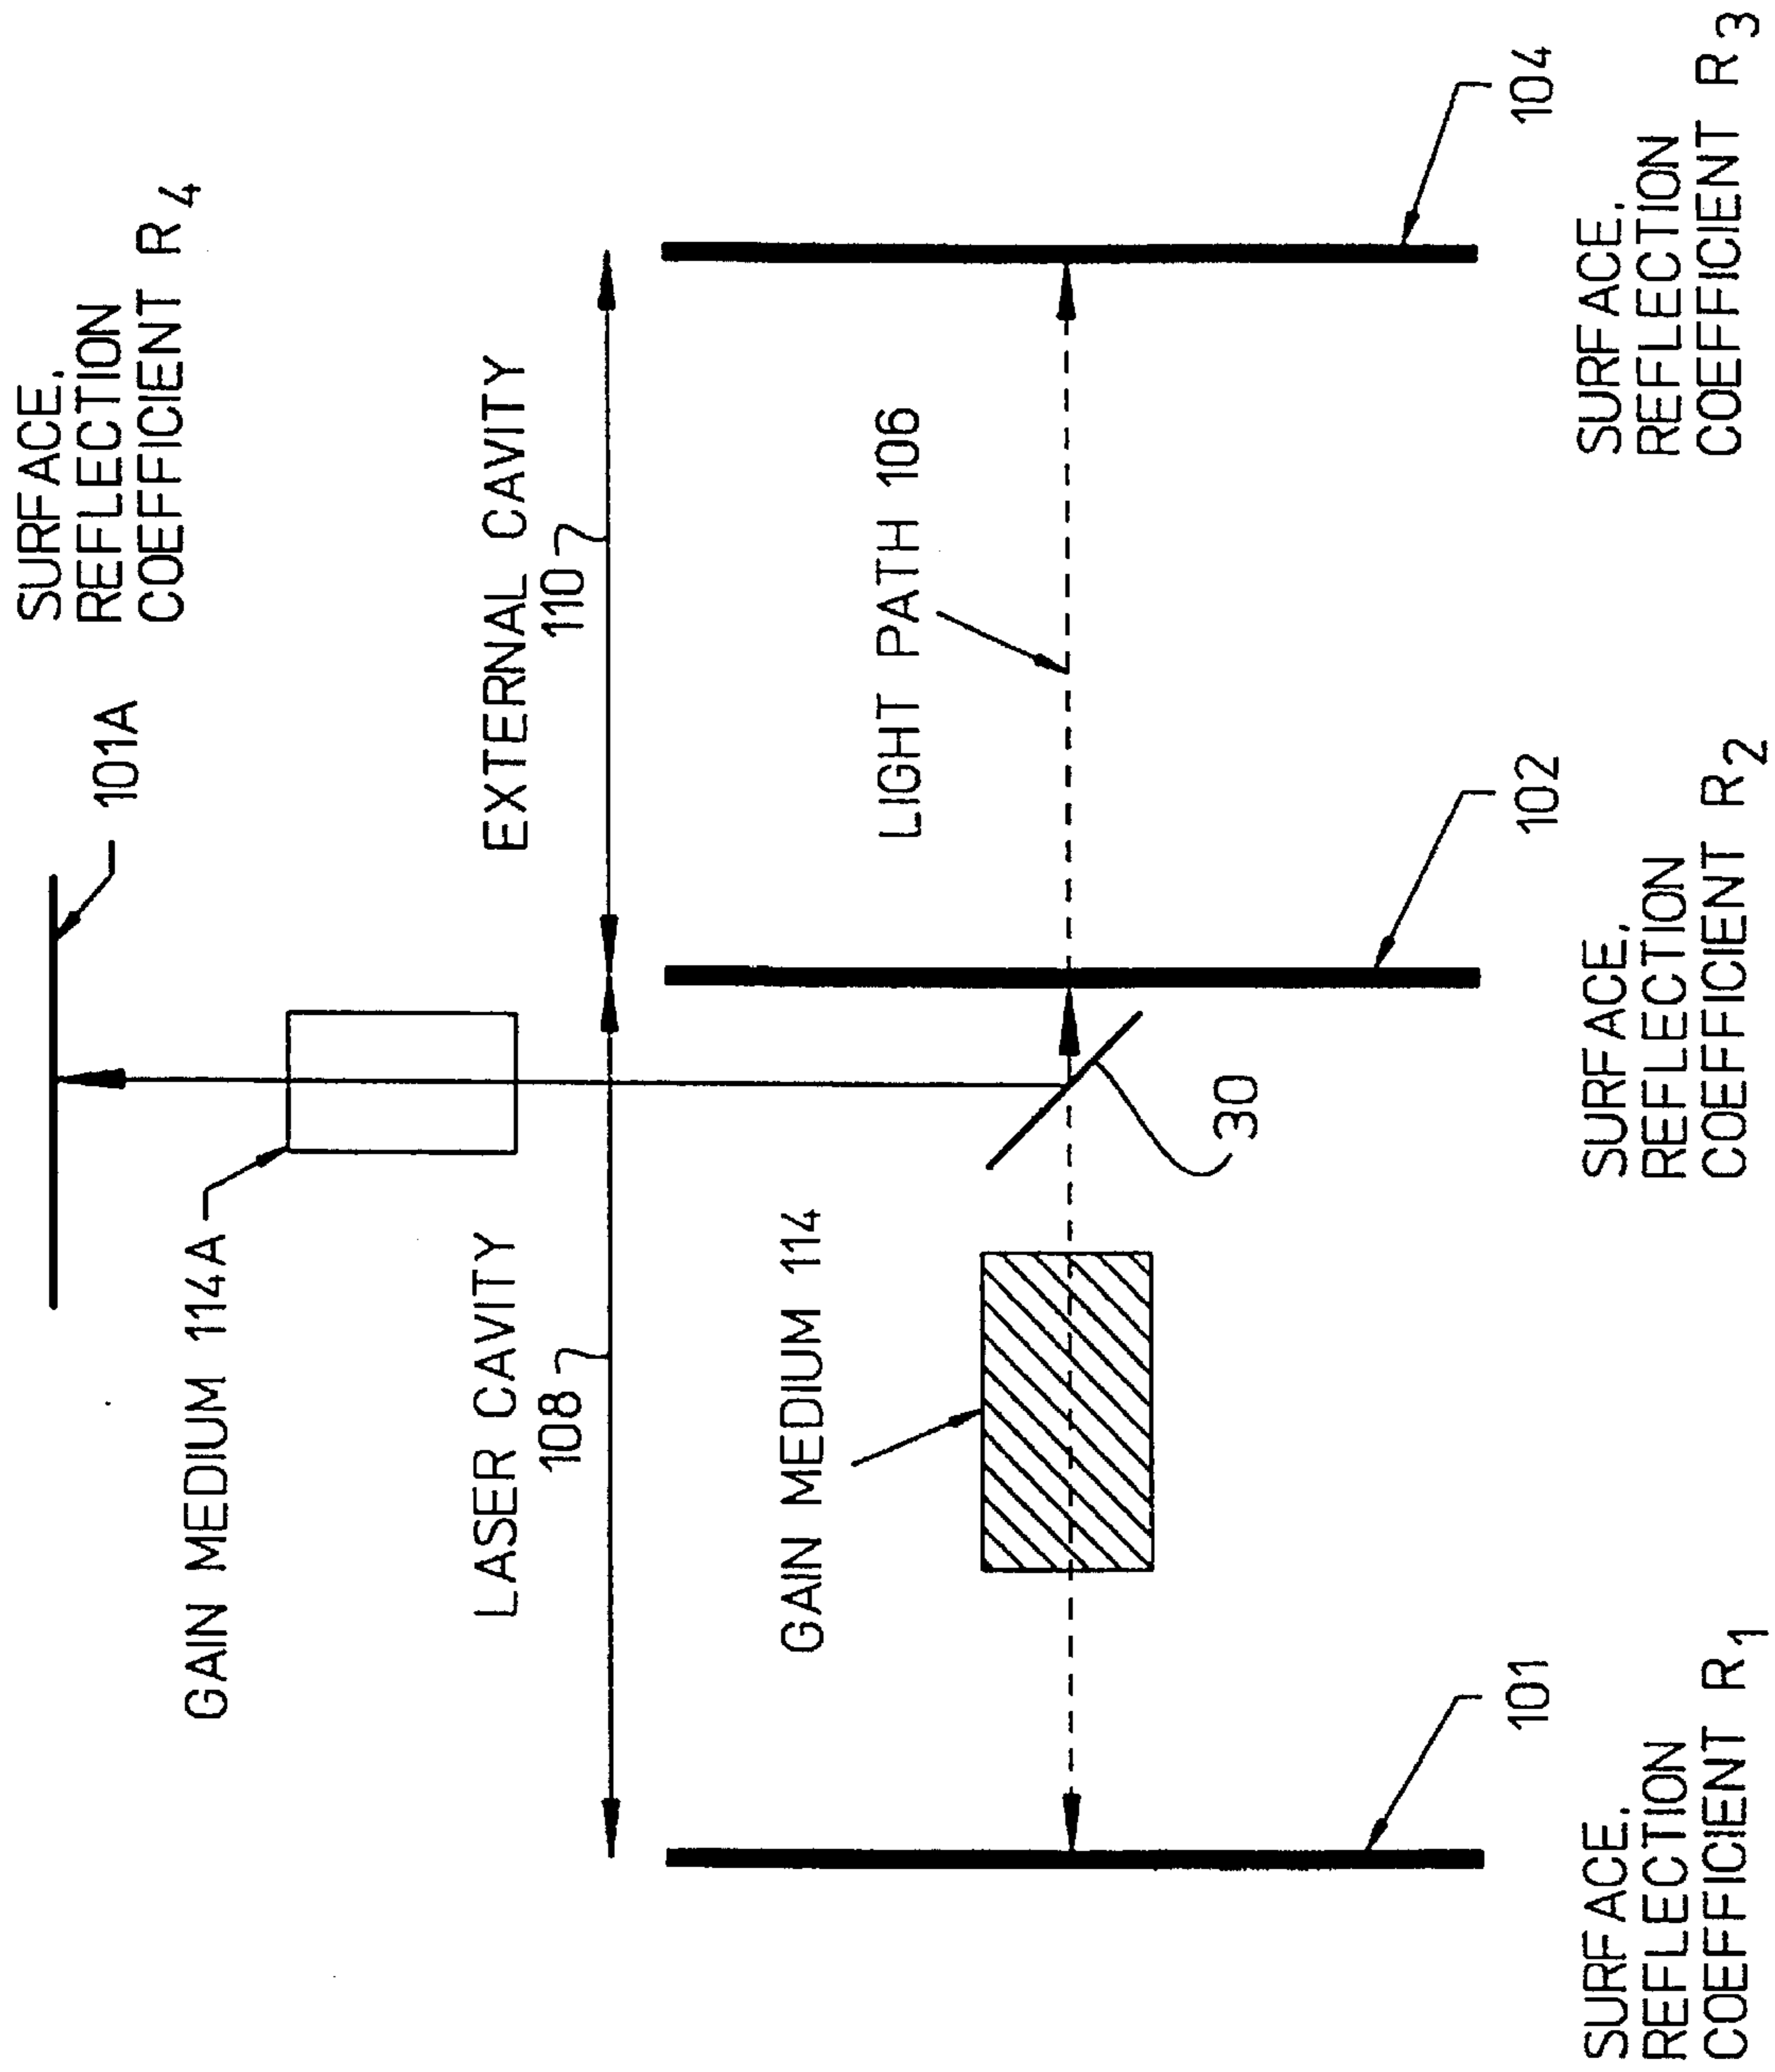 SURFACE,
REFLECTION
COEFFICIENT R4
101A
GAIN MEDIUM 114A
LASER CAVITY
108
EXTERNAL CAVITY
110
GAIN MEDIUM 114
LIGHT PATH 106
30
101
102
104
SURFACE,
REFLECTION
COEFFICIENT R1
SURFACE,
REFLECTION
COEFFICIENT R2
SURFACE,
REFLECTION
COEFFICIENT R3